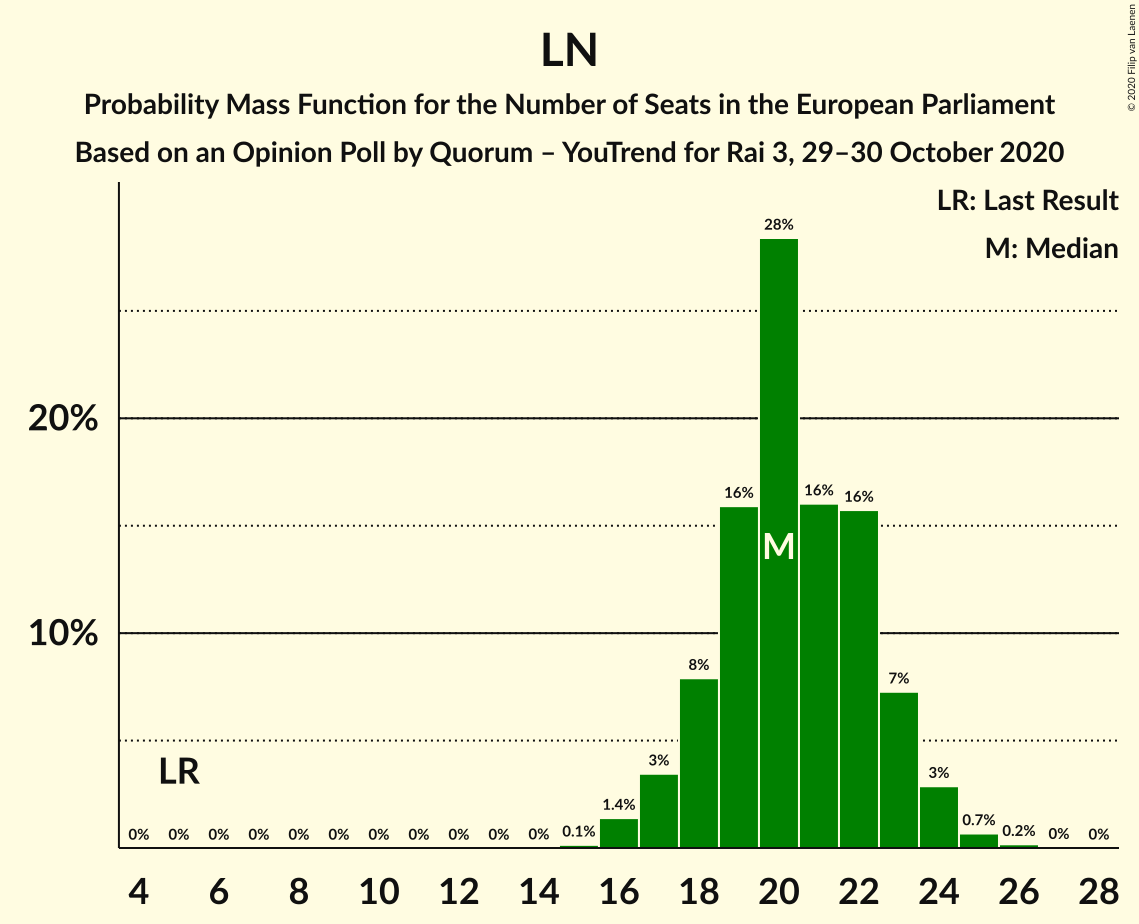 LN
Probability Mass Function for the Number of Seats in the European Parliament
Based on an Opinion Poll by Quorum – YouTrend for Rai 3, 29–30 October 2020
© 2020 Filip van Laenen
LR: Last Result
M: Median
28%
20%
16% 16% 16%
M
10%
8% 7%
LR
3% 3%
1.4% 0.7%
0% 0% 0% 0% 0% 0% 0% 0% 0% 0% 0% 0.1% 0.2% 0% 0%
4 6 8 10 12 14 16 18 20 22 24 26 28